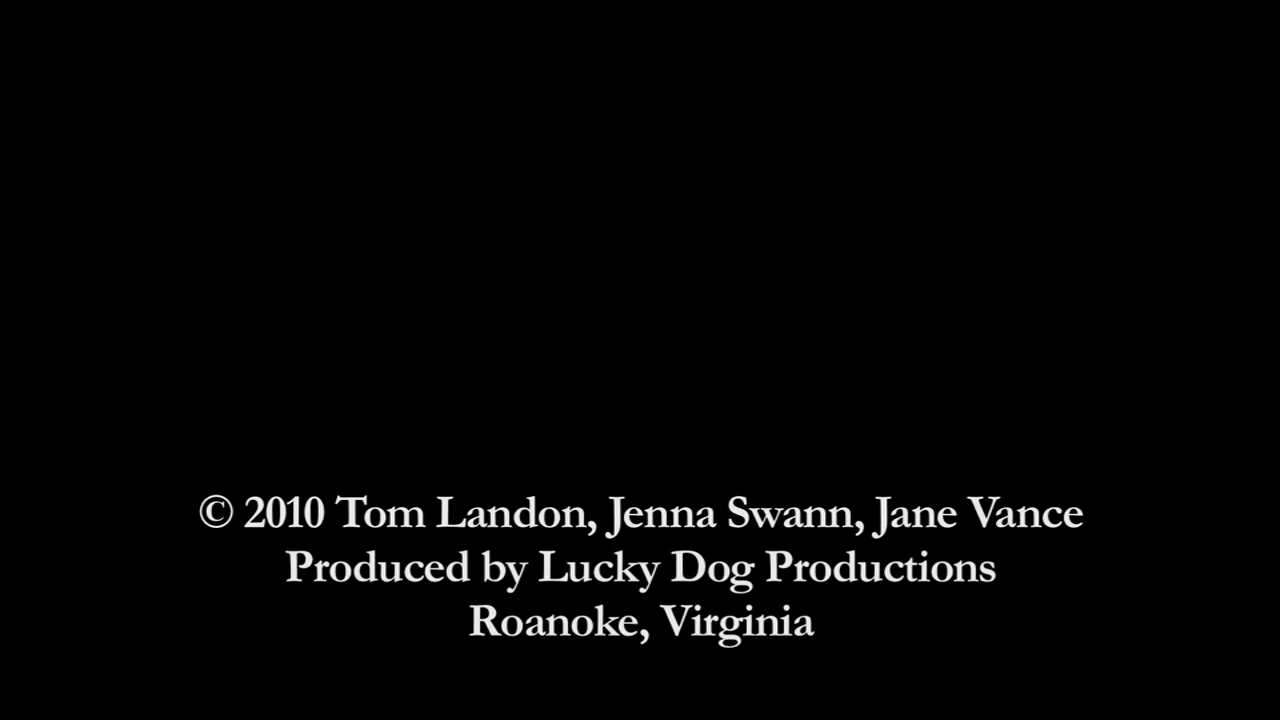 © 2010 Tom Landon, Jenna Swann, Jane Vance
Produced by Lucky Dog Productions
Roanoke, Virginia